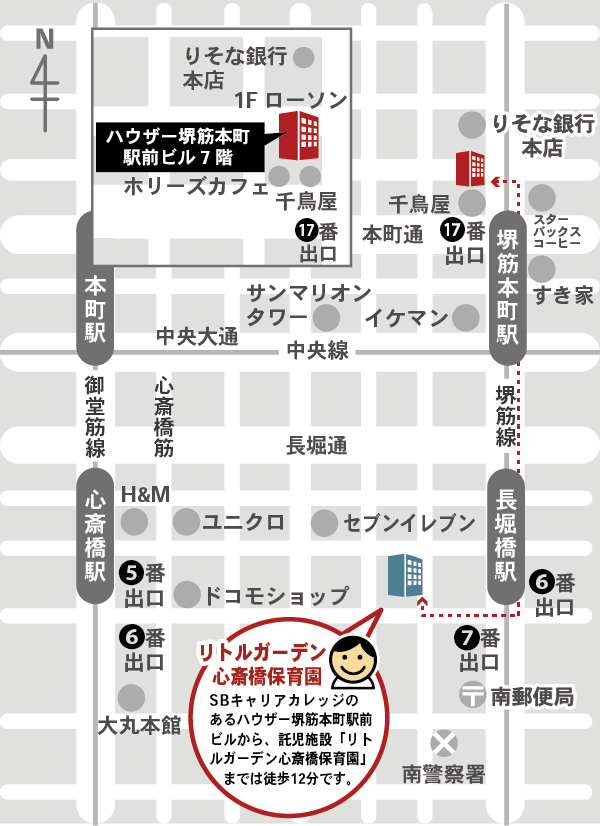 N
りそな銀行
本店
1F ローソン
ハウザー堺筋本町
駅前ビル7階
ホリーズカフェ
千鳥屋
17番
出口
りそな銀行
本店
千鳥屋
17番
出口
本町通
スター
バックス
コーヒー
すき家
本町駅
堺筋本町駅
サンマリオン
タワー
イケマン
中央大通
中央線
御堂筋線
心斎橋筋
堺筋線
長堀通
心斎橋駅
長堀橋駅
H&M
ユニクロ
セブンイレブン
5番
出口
ドコモショップ
6番
出口
6番
出口
7番
出口
大丸本館
南郵便局
南警察署
リトルガーデン
心斎橋保育園
SBキャリアカレッジの
あるハウザー堺筋本町駅前
ビルから、託児施設「リト
ルガーデン心斎橋保育園」
までは徒歩12分です。